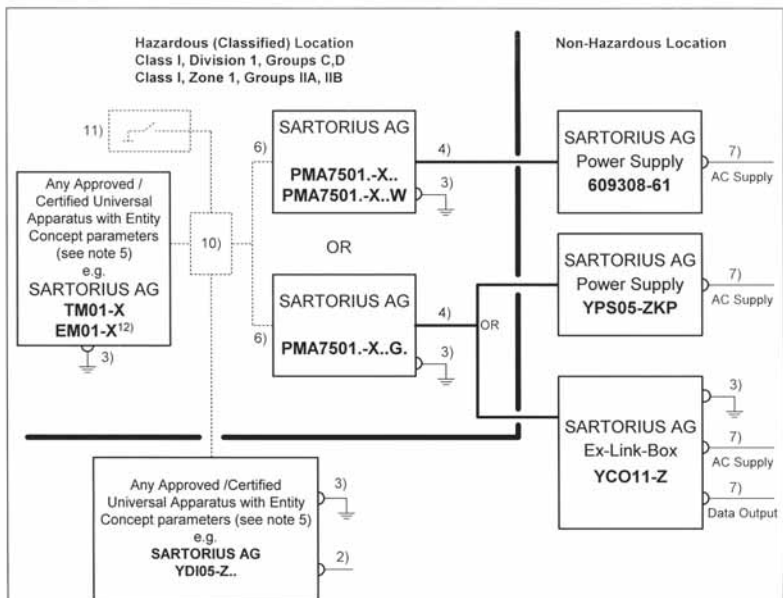 Hazardous (Classified) Location
Class I, Division 1, Groups C,D
Class I, Zone 1, Groups IIA, IIB
Non-Hazardous Location
11)
Any Approved /
Certified Universal
Apparatus with Entity
Concept parameters
(see note 5)
e.g.
SARTORIUS AG
TM01-X
EM01-X12)
3)
10)
6)
SARTORIUS AG
PMA7501.-X..
PMA7501.-X..W
4)
3)
OR
6)
SARTORIUS AG
PMA7501.-X..G.
4)
3)
OR
SARTORIUS AG
Power Supply
609308-61
7)
AC Supply
SARTORIUS AG
Power Supply
YPS05-ZKP
7)
AC Supply
SARTORIUS AG
Ex-Link-Box
YCO11-Z
3)
7)
AC Supply
7)
Data Output
Any Approved /Certified
Universal Apparatus with Entity
Concept parameters (see note 5)
e.g.
SARTORIUS AG
YDI05-Z..
3)
2)